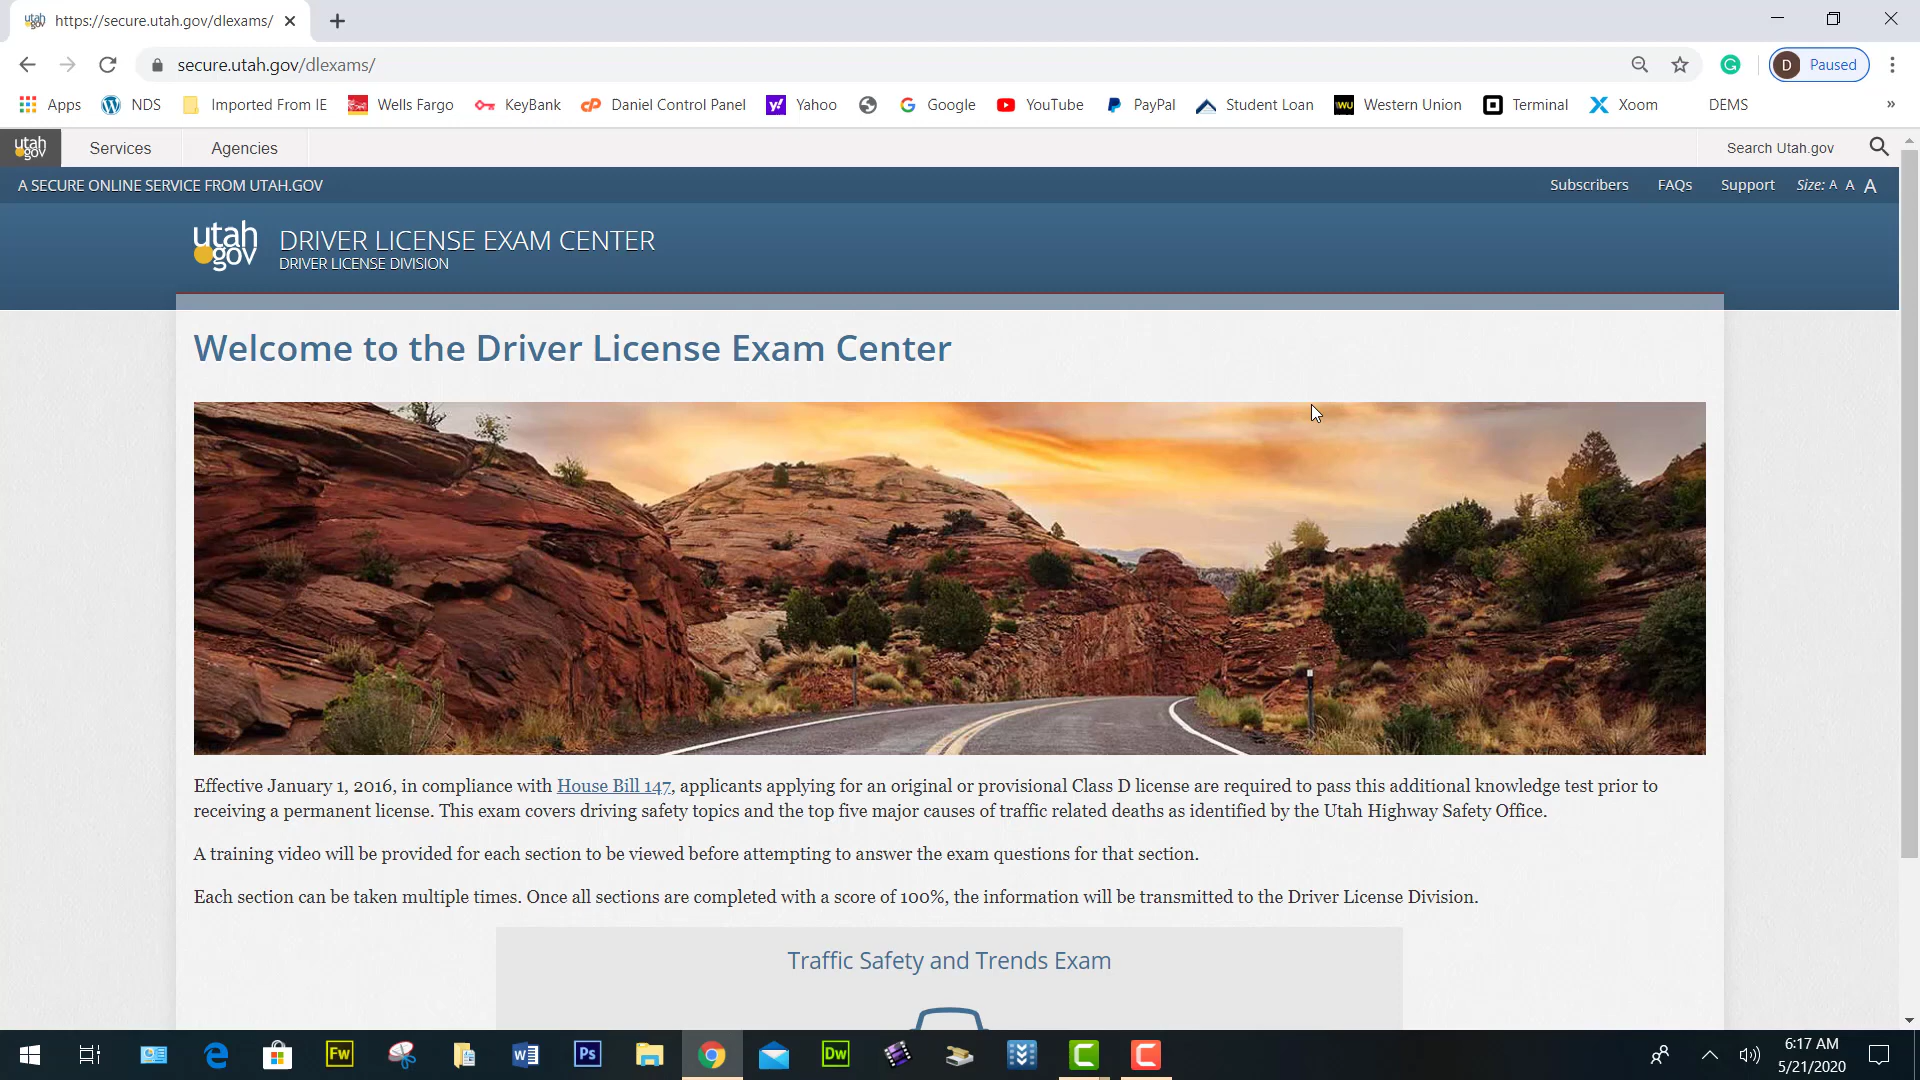 https://secure.utah.gov/dlexams/
secure.utah.gov/dlexams/
D Paused
Apps NDS Imported From IE Wells Fargo KeyBank Daniel Control Panel Yahoo Google YouTube PayPal Student Loan Western Union Terminal Xoom DEMS »
utah gov Services Agencies Search Utah.gov
A SECURE ONLINE SERVICE FROM UTAH.GOV Subscribers FAQs Support Size: A A A
utah gov DRIVER LICENSE EXAM CENTER
DRIVER LICENSE DIVISION
Welcome to the Driver License Exam Center
Effective January 1, 2016, in compliance with House Bill 147, applicants applying for an original or provisional Class D license are required to pass this additional knowledge test prior to
receiving a permanent license. This exam covers driving safety topics and the top five major causes of traffic related deaths as identified by the Utah Highway Safety Office.
A training video will be provided for each section to be viewed before attempting to answer the exam questions for that section.
Each section can be taken multiple times. Once all sections are completed with a score of 100%, the information will be transmitted to the Driver License Division.
Traffic Safety and Trends Exam
Fw Ps Dw
6:17 AM
5/21/2020